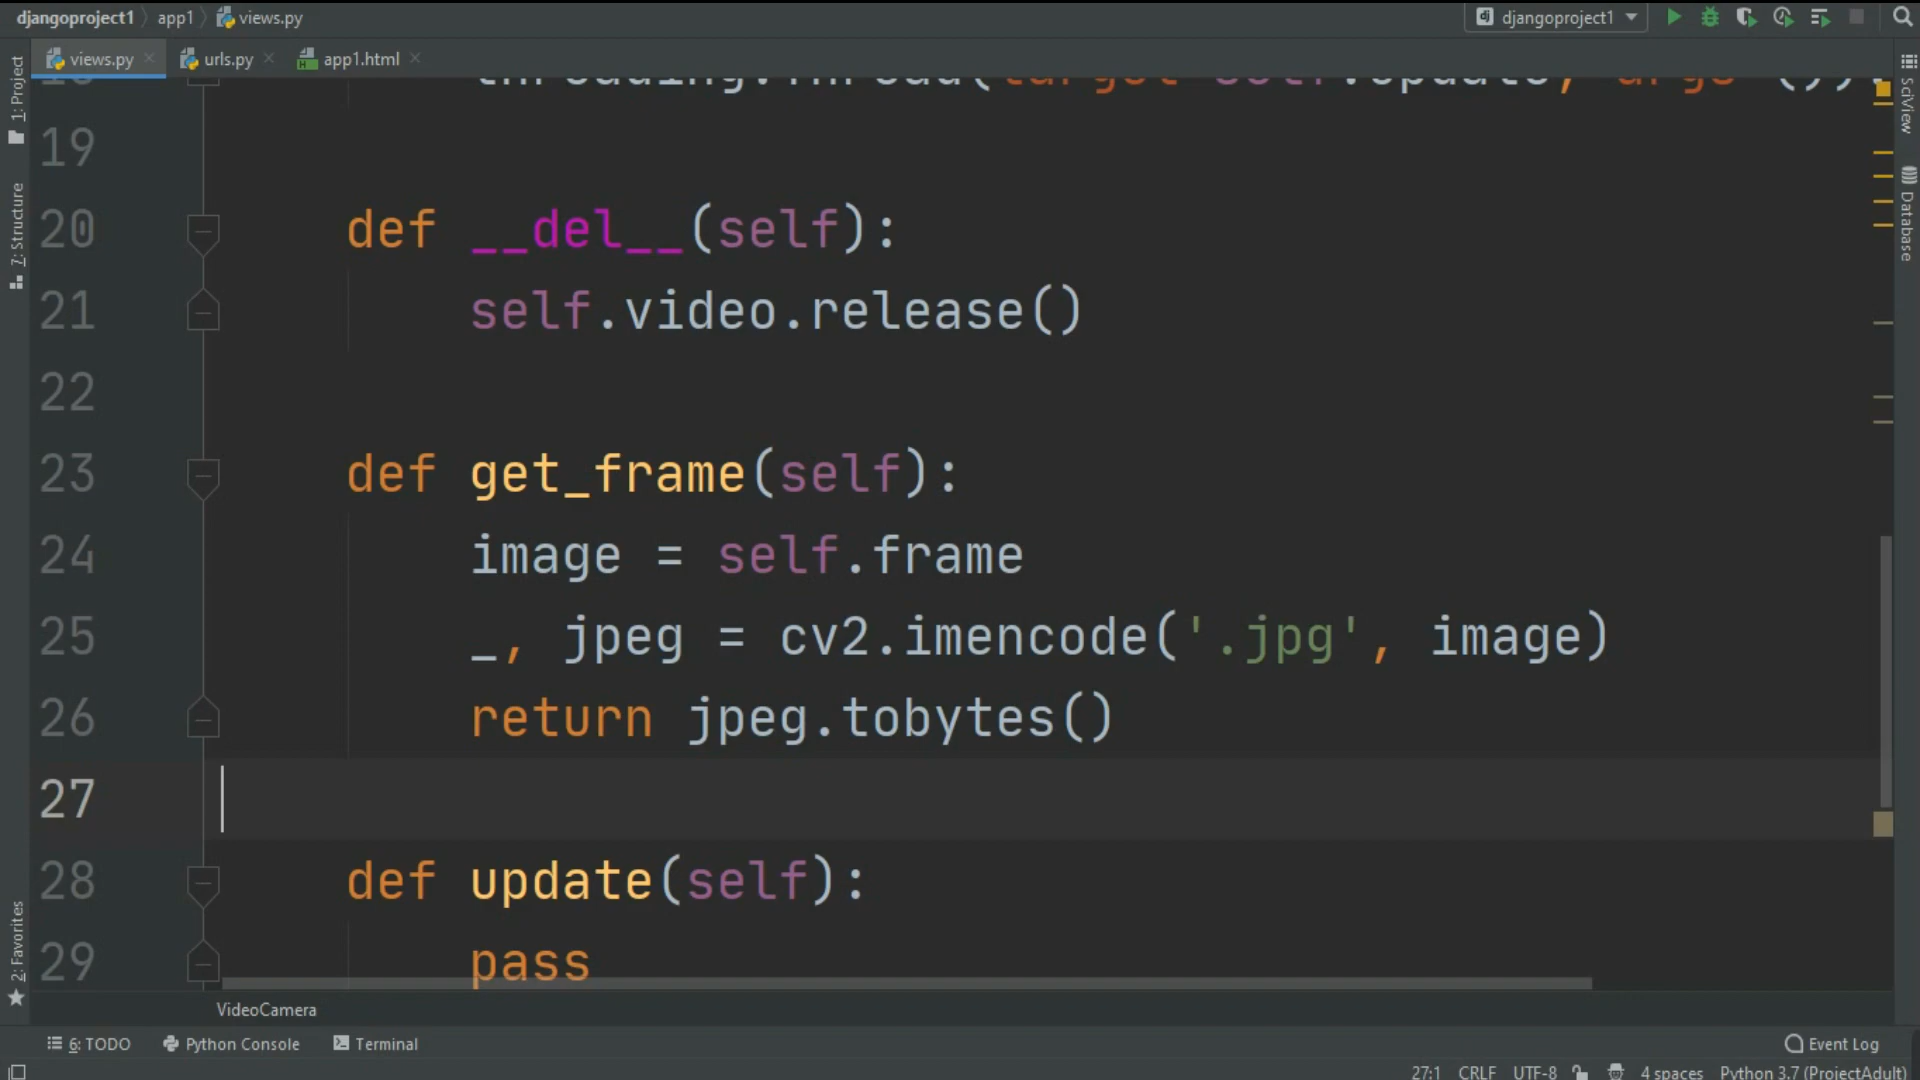 djangoproject1 app1 views.py djangoproject1
views.py urls.py app1.html
1: Project
7: Structure
2: Favorites
SciView
Database
19
20 def __del__(self):
21 self.video.release()
22
23 def get_frame(self):
24 image = self.frame
25 _, jpeg = cv2.imencode('.jpg', image)
26 return jpeg.tobytes()
27
28 def update(self):
29 pass
VideoCamera
6: TODO Python Console Terminal Event Log
27:1 CRLF UTF-8 4 spaces Python 3.7 (ProjectAdult)